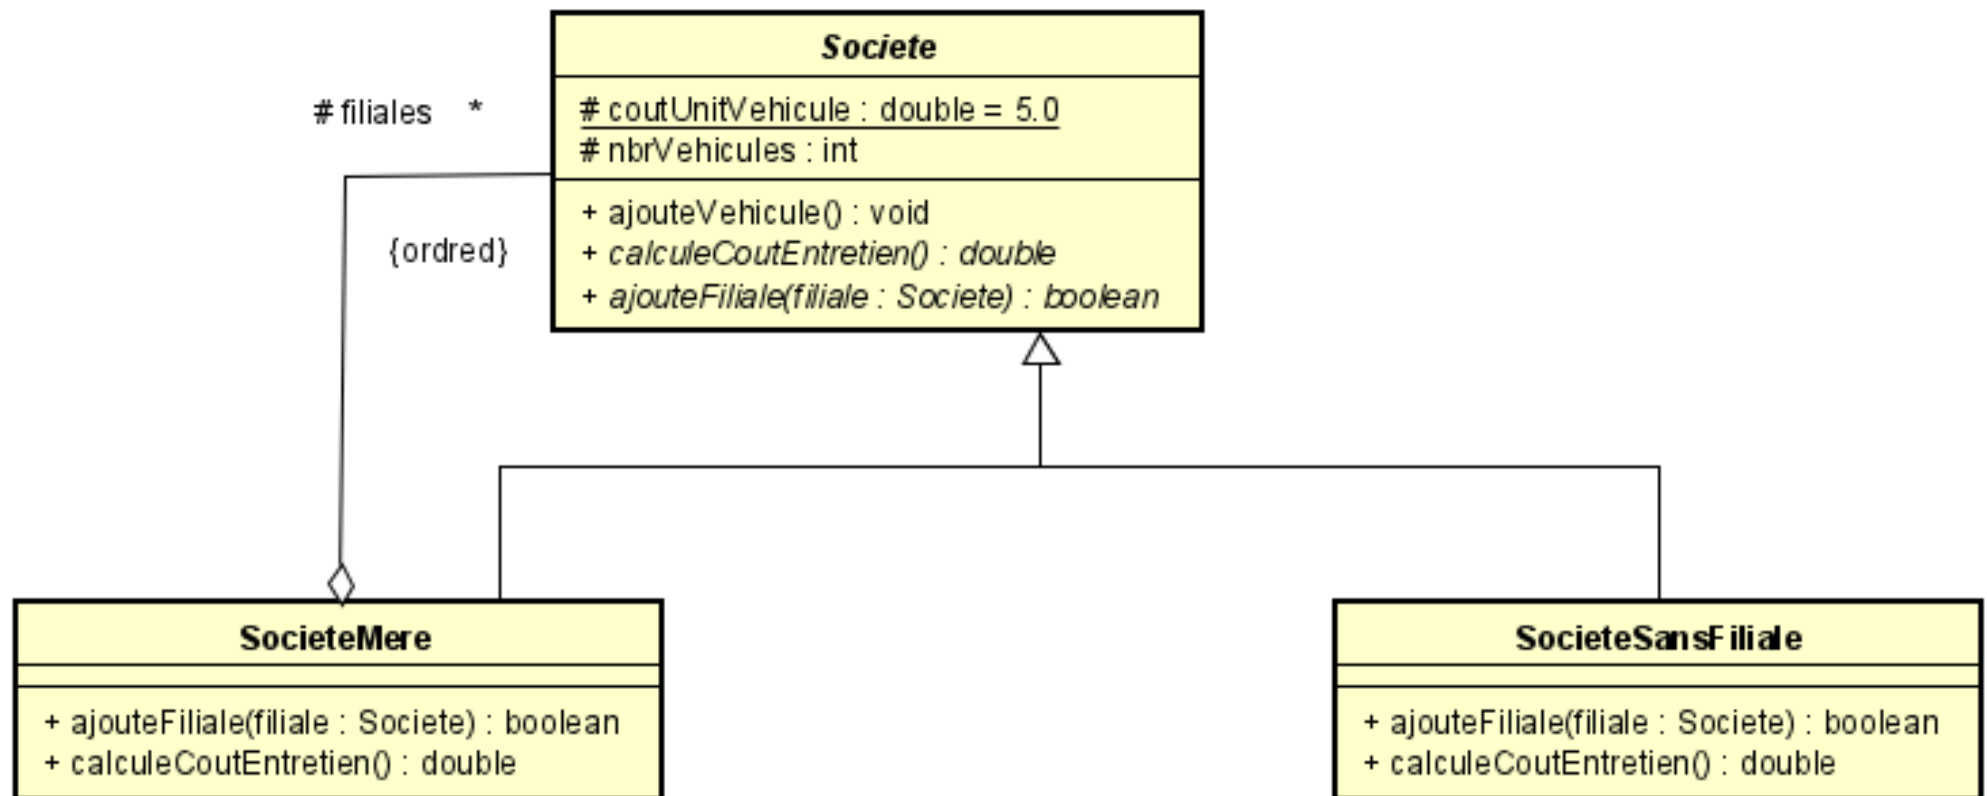 Societe
# filiales *
# coutUnitVehicule : double = 5.0
# nbrVehicules : int
+ ajouteVehicule() : void
{ordred}
+ calculeCoutEntretien() : double
+ ajouteFiliale(filiale : Societe) : boolean
SocieteMere
+ ajouteFiliale(filiale : Societe) : boolean
+ calculeCoutEntretien() : double
SocieteSansFiliale
+ ajouteFiliale(filiale : Societe) : boolean
+ calculeCoutEntretien() : double